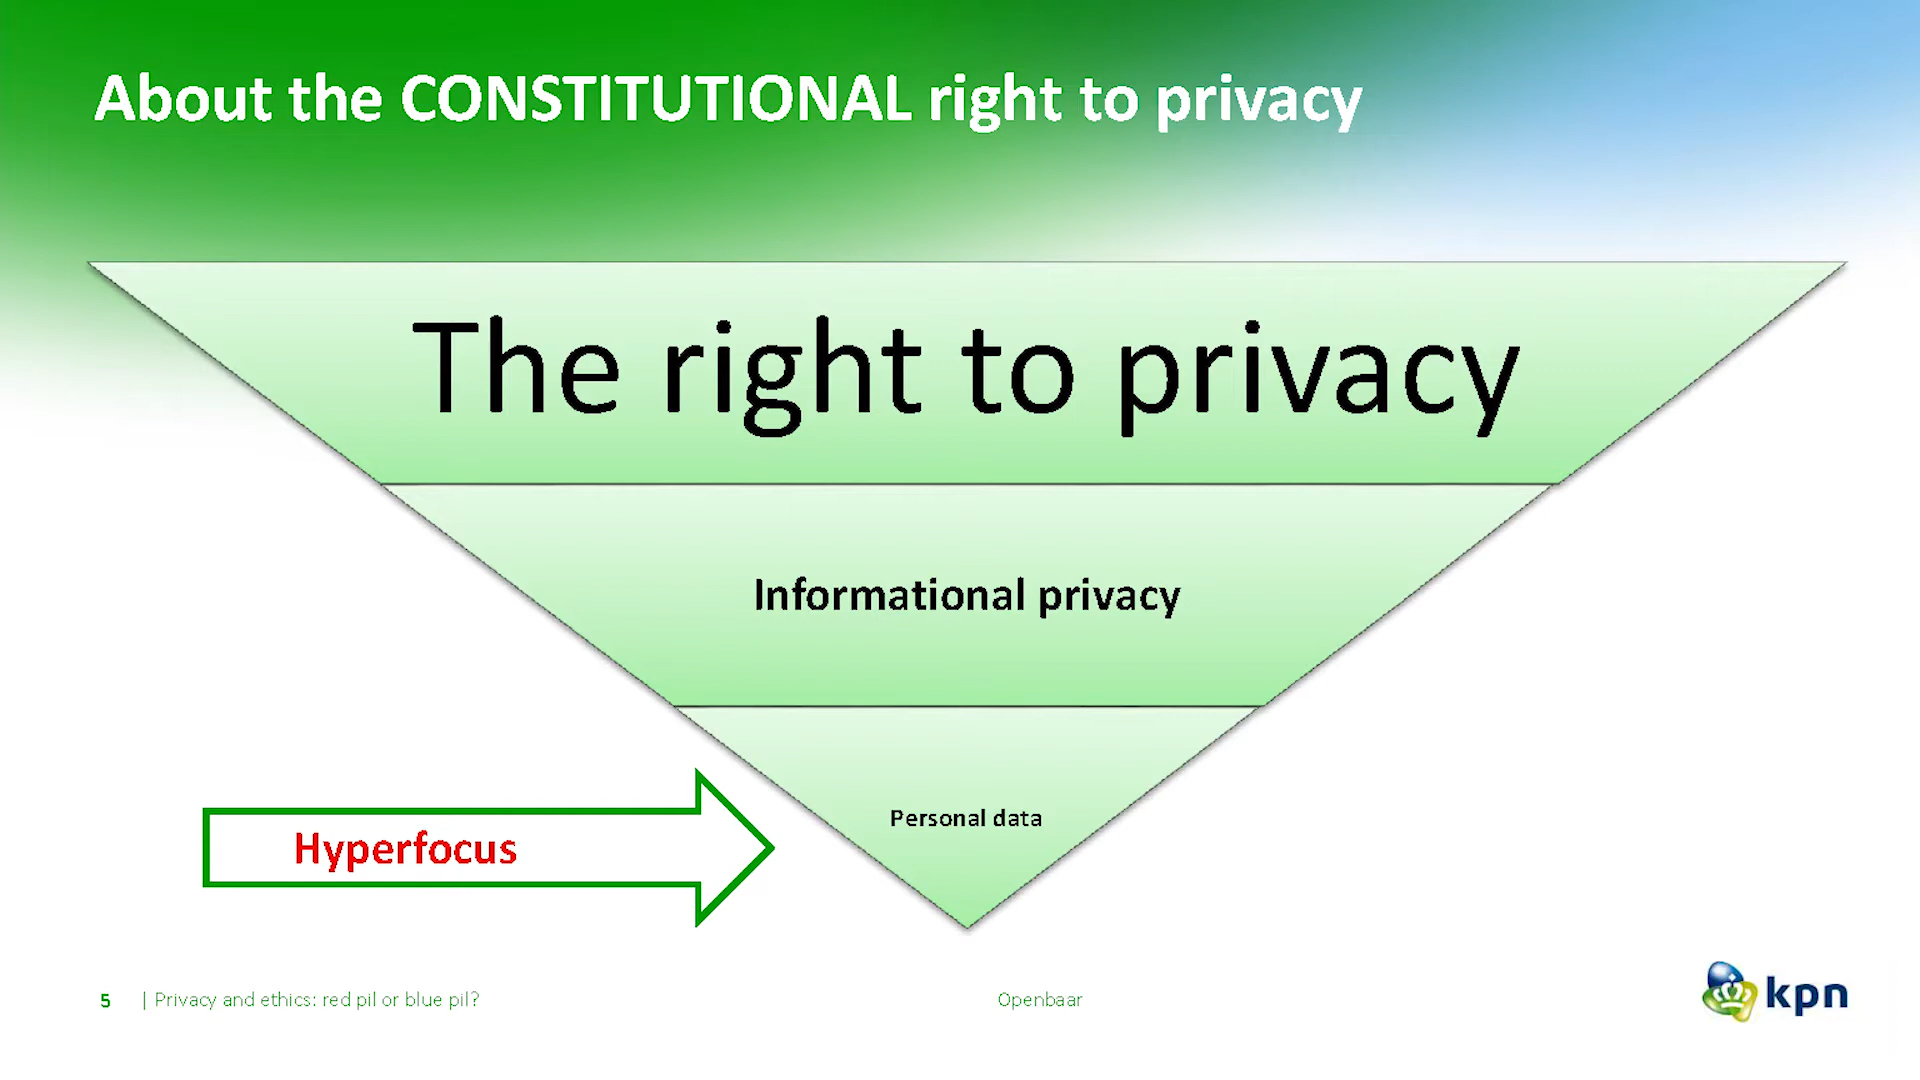 About the CONSTITUTIONAL right to privacy
The right to privacy
Informational privacy
Personal data
Hyperfocus
5 | Privacy and ethics: red pil or blue pil?
Openbaar
kpn